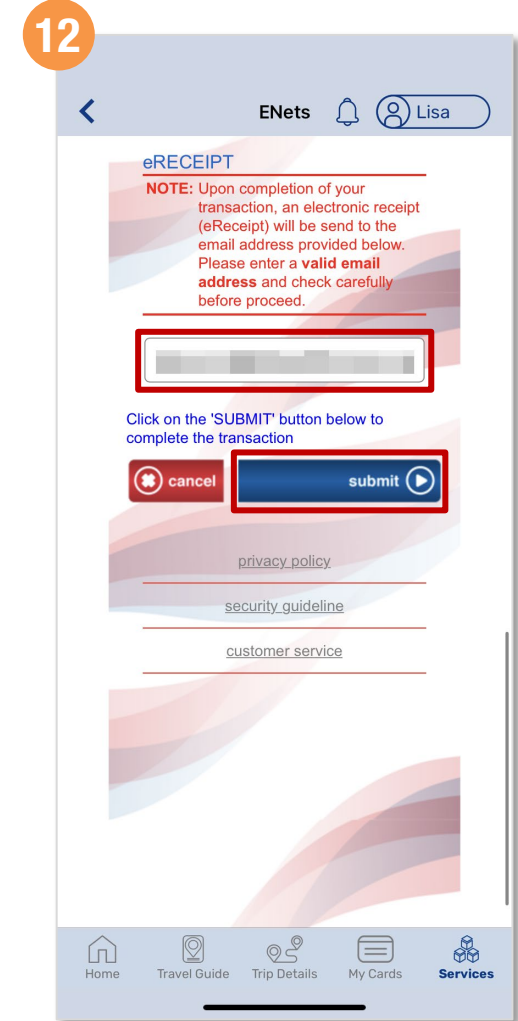 12
ENets
Lisa
eRECEIPT
NOTE: Upon completion of your
transaction, an electronic receipt
(eReceipt) will be send to the
email address provided below.
Please enter a valid email
address and check carefully
before proceed.
Click on the 'SUBMIT' button below to
complete the transaction
cancel
submit
privacy policy
security guideline
customer service
Home
Travel Guide
Trip Details
My Cards
Services